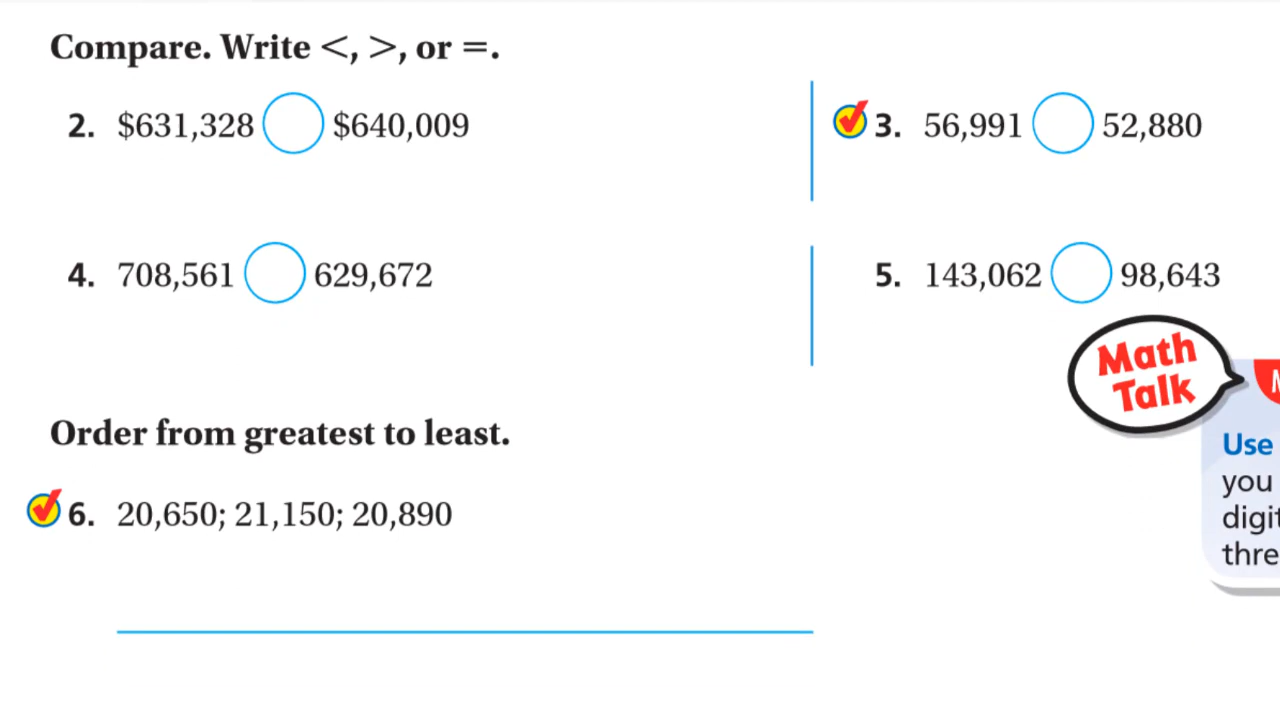 Compare. Write <, >, or =.
2. $631,328 $640,009
3. 56,991 52,880
4. 708,561 629,672
5. 143,062 98,643
Math
Talk
Order from greatest to least.
6. 20,650; 21,150; 20,890
Use
you